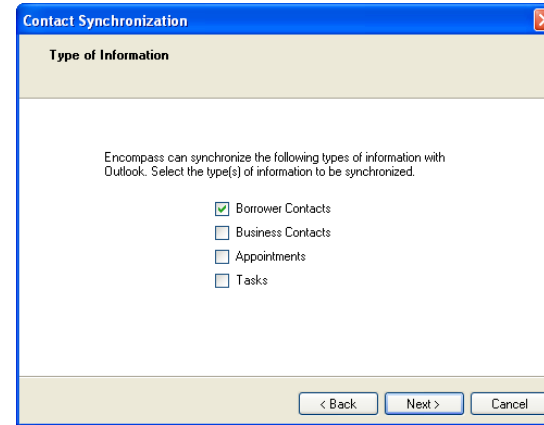 Contact Synchronization
Type of Information
Encompass can synchronize the following types of information with
Outlook. Select the type(s) of information to be synchronized.
Borrower Contacts
Business Contacts
Appointments
Tasks
< Back Next > Cancel